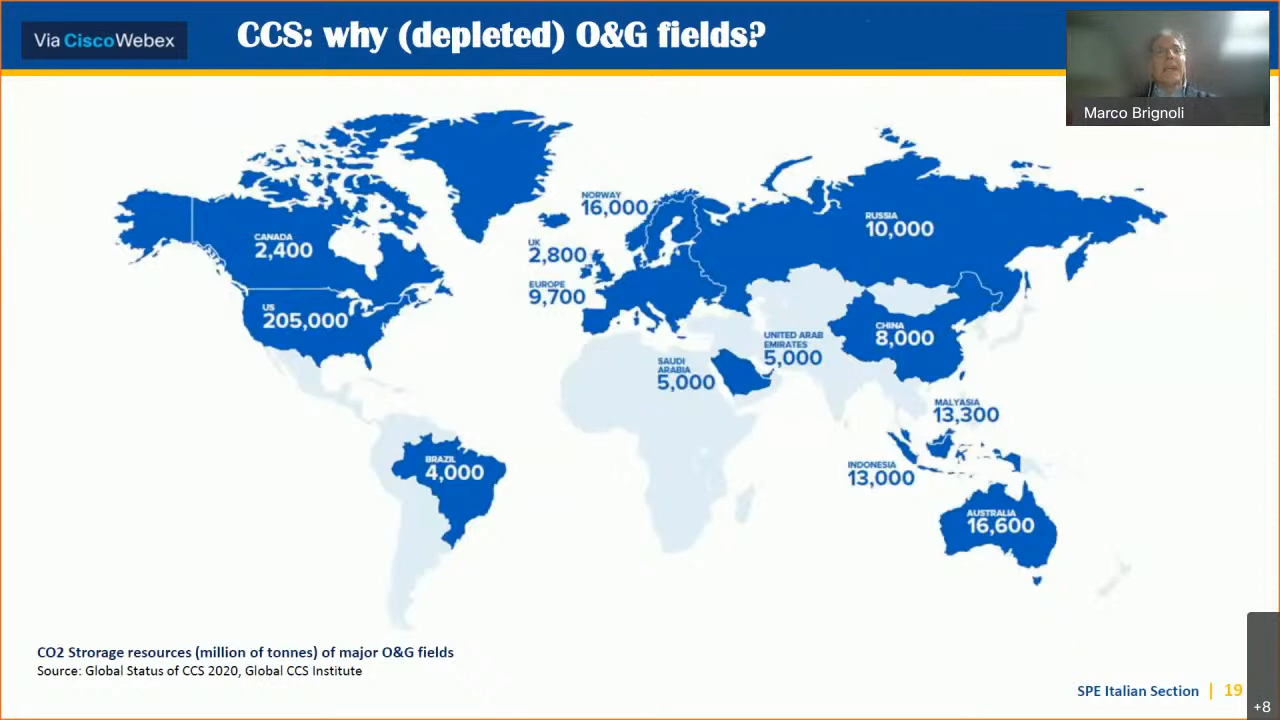 Via CiscoWebex
CCS: why (depleted) O&G fields?
Marco Brignoli
NORWAY
16,000
RUSSIA
10,000
CANADA
2,400
UK
2,800
EUROPE
9,700
US
205,000
CHINA
8,000
UNITED ARAB
EMIRATES
5,000
SAUDI
ARABIA
5,000
MALYASIA
13,300
BRAZIL
4,000
INDONESIA
13,000
AUSTRALIA
16,600
CO2 Strorage resources (million of tonnes) of major O&G fields
Source: Global Status of CCS 2020, Global CCS Institute
SPE Italian Section | 19
+8